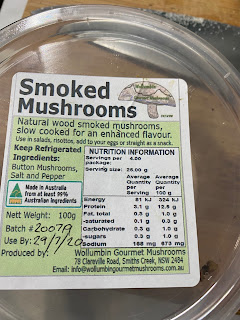 Smoked
Mushrooms
Natural wood smoked mushrooms,
slow cooked for an enhanced flavour.
Use in salads, risottos, add to your eggs or straight as a snack.
Keep Refrigerated
Ingredients:
Button Mushrooms,
Salt and Pepper
Made in Australia
from at least 99%
Australian Ingredients
Nett Weight: 100g
Batch # 20079
Use By: 29/7/20
Produced by:
NUTRITION INFORMATION
Servings per package: 4.00
Serving size: 25.00 g
Average Quantity per Serving Average Quantity per 100 g
Energy 81 kJ 324 kJ
Protein 3.1 g 12.5 g
Fat, total 0.3 g 1.0 g
-saturated 0.1 g 0.3 g
Carbohydrate 0.3 g 1.0 g
-sugars 0.3 g 1.0 g
Sodium 168 mg 673 mg
Wollumbin Gourmet Mushrooms
78 Clareville Road, Smiths Creek, NSW 2484
Email: info@wollumbingourmetmushrooms.com.au